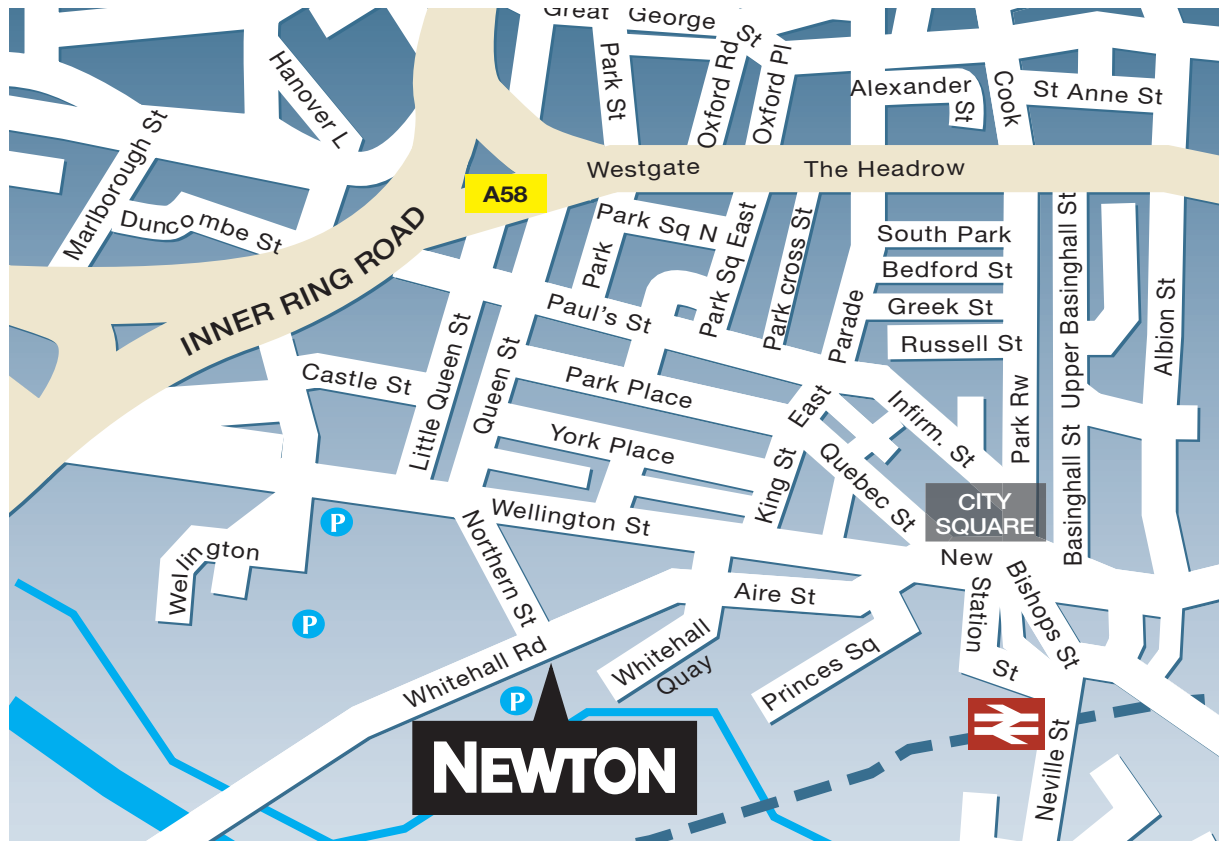 Great George St
Park St
Oxford Rd
Oxford Pl
Hanover L
Alexander St
Cook
St Anne St
Marlborough St
Westgate
The Headrow
A58
Duncombe St
INNER RING ROAD
Park Sq N
Park
Park Sq East
Park cross St
South Park
Bedford St
Greek St
Russell St
Upper Basinghall St
Albion St
Paul's St
Parade
Castle St
Little Queen St
Queen St
Park Place
East
Infirm. St
Park Rw
York Place
King St
Quebec St
Basinghall St
CITY
SQUARE
Wellington St
P
Northern St
Wellington
New
Station
St
Bishops St
Aire St
P
Whitehall
Quay
Princes Sq
Whitehall Rd
P
NEWTON
Neville St